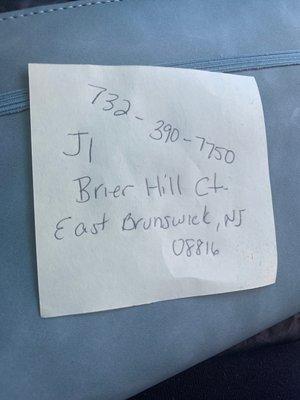 732-390-7750
J1
Brier Hill Ct.
East Brunswick, NJ
08816